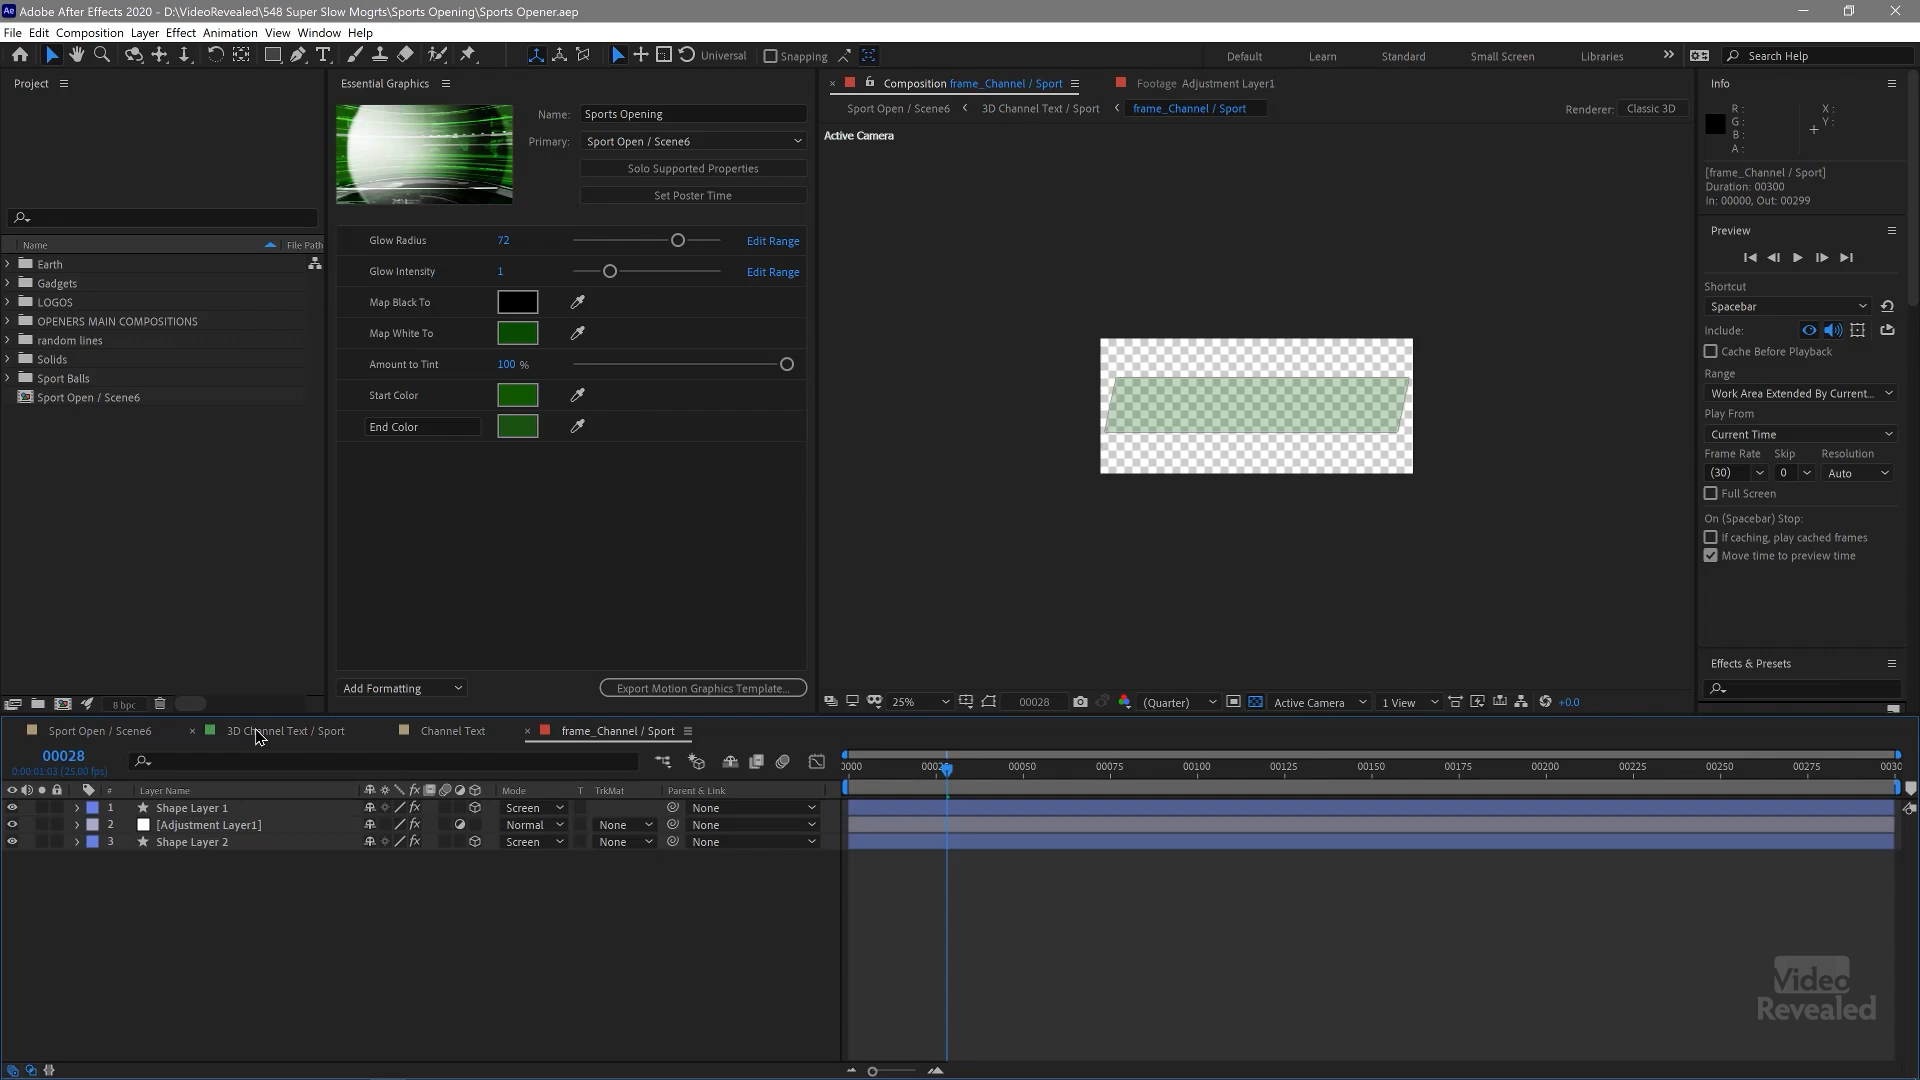 Ae Adobe After Effects 2020 - D:\VideoRevealed\548 Super Slow Mogrts\Sports Opening\Sports Opener.aep
File Edit Composition Layer Effect Animation View Window Help
Universal Snapping Default Learn Standard Small Screen Libraries Search Help
Project
Name File Path
Earth
Gadgets
LOGOS
OPENERS MAIN COMPOSITIONS
random lines
Solids
Sport Balls
Sport Open / Scene6
8 bpc
Essential Graphics
Name: Sports Opening
Primary: Sport Open / Scene6
Solo Supported Properties
Set Poster Time
Glow Radius 72 Edit Range
Glow Intensity 1 Edit Range
Map Black To
Map White To
Amount to Tint 100 %
Start Color
End Color
Add Formatting Export Motion Graphics Template...
Composition frame_Channel / Sport Footage Adjustment Layer1
Sport Open / Scene6 3D Channel Text / Sport frame_Channel / Sport Renderer: Classic 3D
Active Camera
25% 00028 (Quarter) Active Camera 1 View +0.0
Info
R : X :
G : Y :
B :
A :
[frame_Channel / Sport]
Duration: 00300
In: 00000, Out: 00299
Preview
Shortcut
Spacebar
Include:
Cache Before Playback
Range
Work Area Extended By Current...
Play From
Current Time
Frame Rate Skip Resolution
(30) 0 Auto
Full Screen
On (Spacebar) Stop:
If caching, play cached frames
Move time to preview time
Effects & Presets
Sport Open / Scene6 3D Channel Text / Sport Channel Text frame_Channel / Sport
00028
0:00:01:03 (25.00 fps)
0000 00025 00050 00075 00100 00125 00150 00175 00200 00225 00250 00275 0030
# Layer Name fx Mode T TrkMat Parent & Link
1 Shape Layer 1 fx Screen None
2 [Adjustment Layer1] fx Normal None None
3 Shape Layer 2 fx Screen None None
Video
Revealed